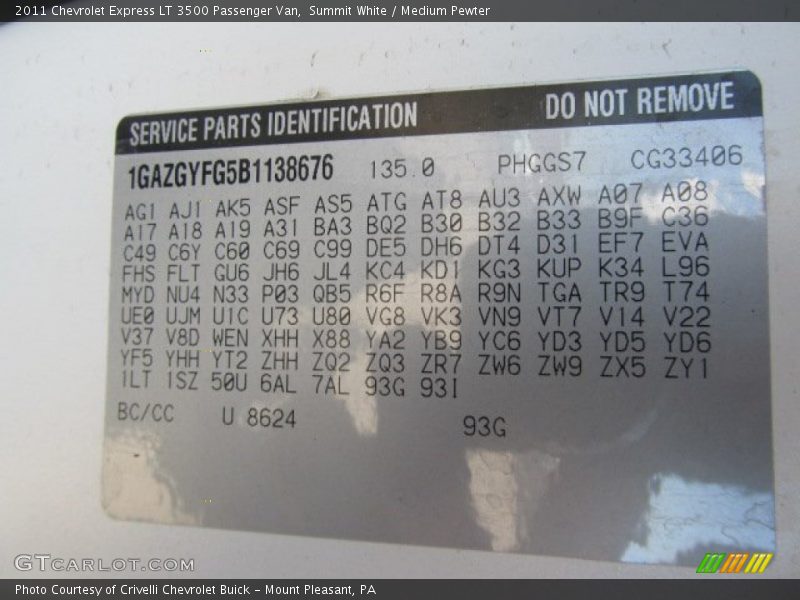 2011 Chevrolet Express LT 3500 Passenger Van, Summit White / Medium Pewter
SERVICE PARTS IDENTIFICATION DO NOT REMOVE
1GAZGYFG5B1138676 135.0 PHGGS7 CG33406
AG1 AJ1 AK5 ASF AS5 ATG AT8 AU3 AXW A07 A08
A17 A18 A19 A31 BA3 BQ2 B30 B32 B33 B9F C36
C49 C6Y C60 C69 C99 DE5 DH6 DT4 D31 EF7 EVA
FHS FLT GU6 JH6 JL4 KC4 KD1 KG3 KUP K34 L96
MYD NU4 N33 P03 QB5 R6F R8A R9N TGA TR9 T74
UE0 UJM U1C U73 U80 VG8 VK3 VN9 VT7 V14 V22
V37 V8D WEN XHH X88 YA2 YB9 YC6 YD3 YD5 YD6
YF5 YHH YT2 ZHH ZQ2 ZQ3 ZR7 ZW6 ZW9 ZX5 ZY1
1LT 1SZ 50U 6AL 7AL 93G 93I
BC/CC U 8624 93G
GTCARLOT.COM
Photo Courtesy of Crivelli Chevrolet Buick - Mount Pleasant, PA